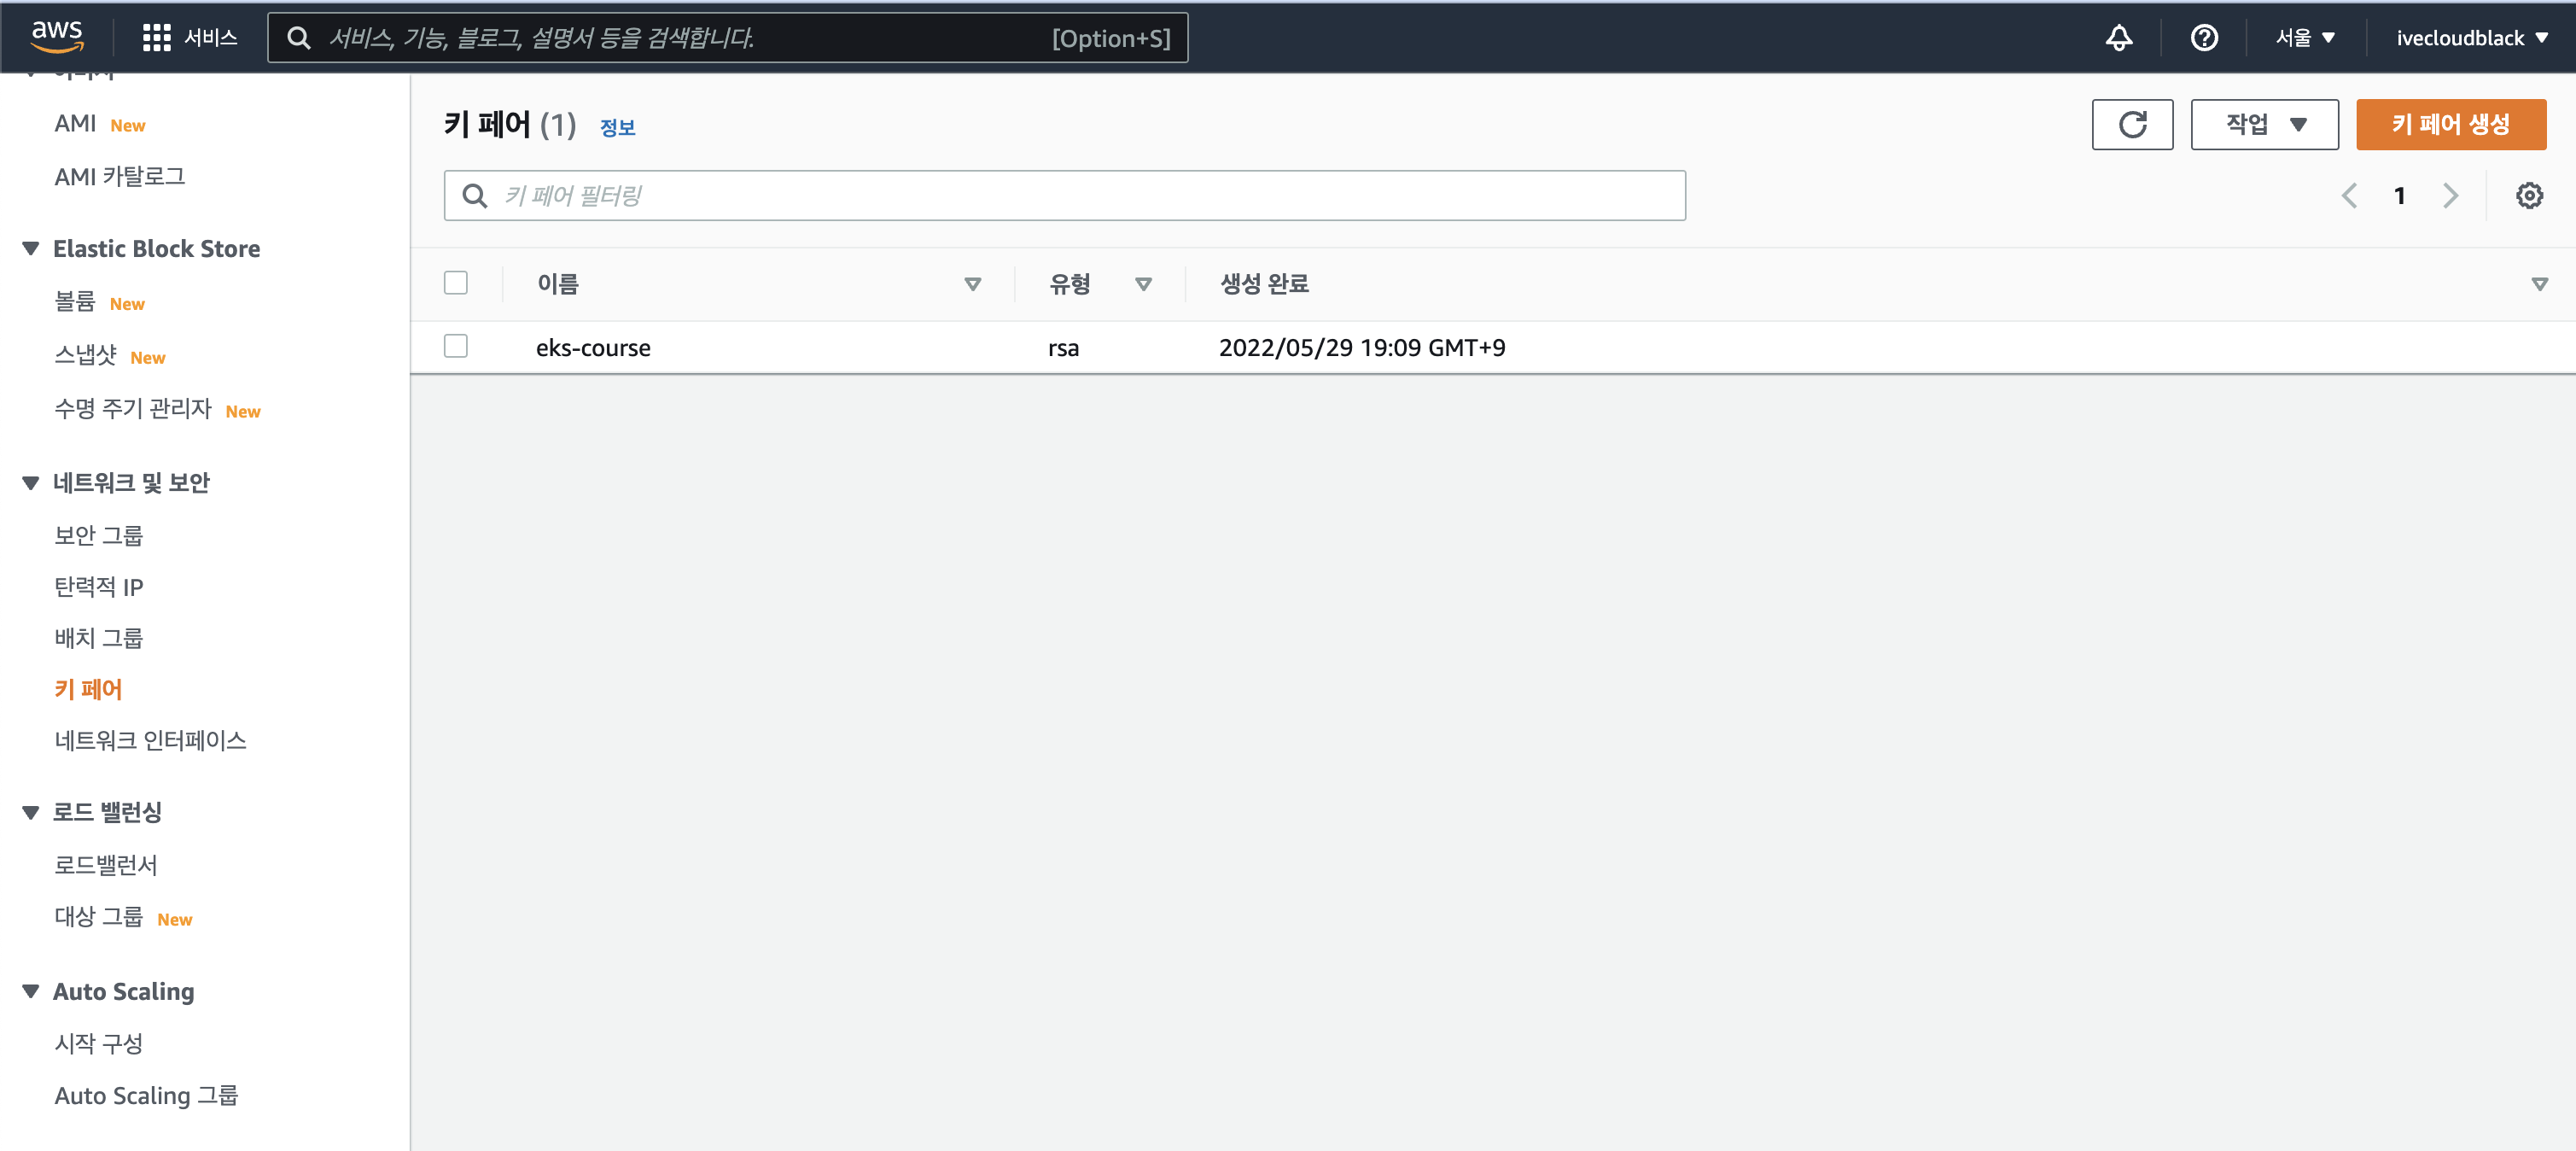 aws 서비스 서비스, 기능, 블로그, 설명서 등을 검색합니다. [Option+S] 서울 ivecloudblack
AMI New
AMI 카탈로그
Elastic Block Store
볼륨 New
스냅샷 New
수명 주기 관리자 New
네트워크 및 보안
보안 그룹
탄력적 IP
배치 그룹
키 페어
네트워크 인터페이스
로드 밸런싱
로드밸런서
대상 그룹 New
Auto Scaling
시작 구성
Auto Scaling 그룹
키 페어 (1) 정보 작업 키 페어 생성
키 페어 필터링 1
이름 유형 생성 완료
eks-course rsa 2022/05/29 19:09 GMT+9